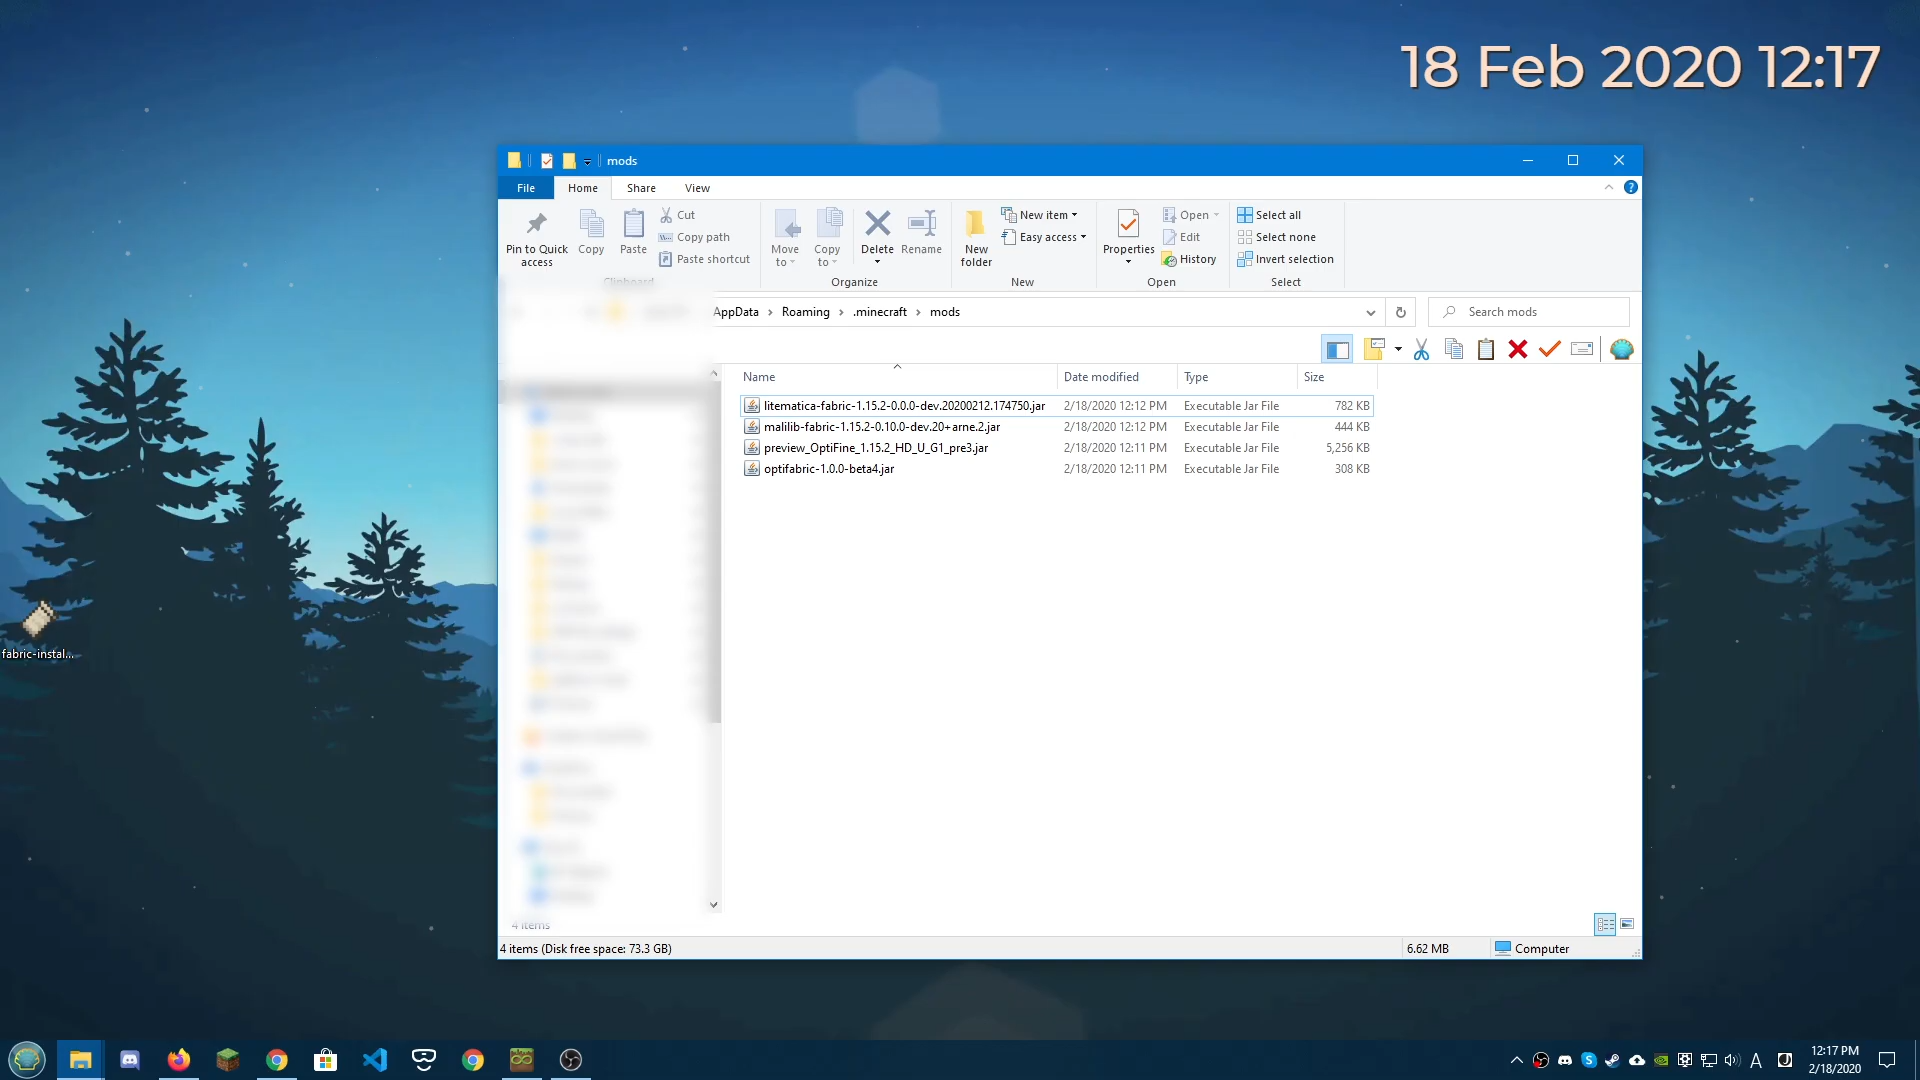 18 Feb 2020 12:17
mods
File Home Share View
Pin to Quick access
Copy
Paste
Cut
Copy path
Paste shortcut
Clipboard
Move to
Copy to
Delete
Rename
Organize
New folder
New item
Easy access
New
Properties
Open
Edit
History
Open
Select all
Select none
Invert selection
Select
AppData › Roaming › .minecraft › mods
Search mods
Name Date modified Type Size
litematica-fabric-1.15.2-0.0.0-dev.20200212.174750.jar 2/18/2020 12:12 PM Executable Jar File 782 KB
malilib-fabric-1.15.2-0.10.0-dev.20+arne.2.jar 2/18/2020 12:12 PM Executable Jar File 444 KB
preview_OptiFine_1.15.2_HD_U_G1_pre3.jar 2/18/2020 12:11 PM Executable Jar File 5,256 KB
optifabric-1.0.0-beta4.jar 2/18/2020 12:11 PM Executable Jar File 308 KB
fabric-instal...
4 items
4 items (Disk free space: 73.3 GB) 6.62 MB Computer
A
12:17 PM
2/18/2020